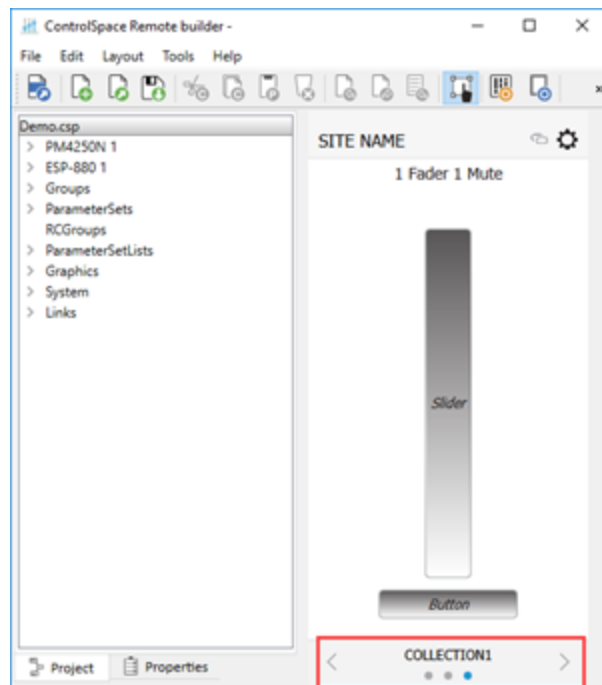 ControlSpace Remote builder -
File Edit Layout Tools Help
Demo.csp
PM4250N 1
ESP-880 1
Groups
ParameterSets
RCGroups
ParameterSetLists
Graphics
System
Links
Project Properties
SITE NAME
1 Fader 1 Mute
Slider
Button
COLLECTION1